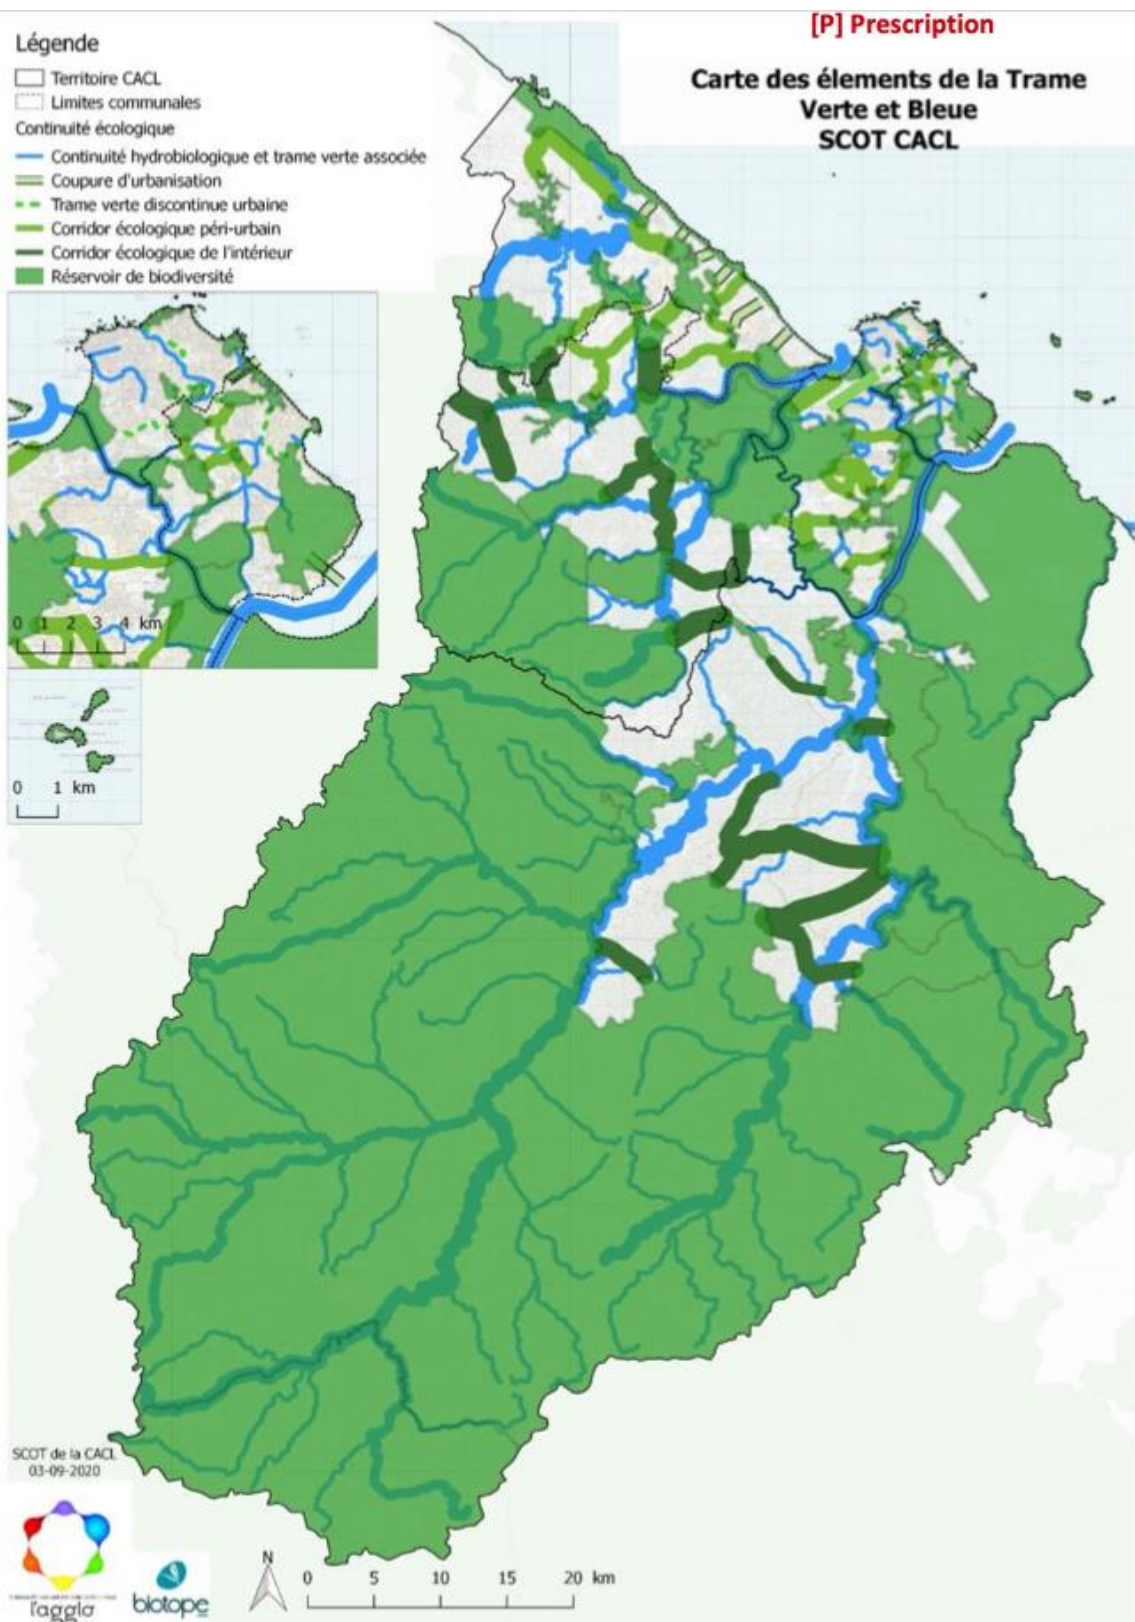 [P] Prescription
Carte des élements de la Trame
Verte et Bleue
SCOT CACL
Légende
Territoire CACL
Limites communales
Continuité écologique
Continuité hydrobiologique et trame verte associée
Coupure d'urbanisation
Trame verte discontinue urbaine
Corridor écologique péri-urbain
Corridor écologique de l'intérieur
Réservoir de biodiversité
0 1 2 3 4 km
0 1 km
SCOT de la CACL
03-09-2020
l'agglo
biotope
N
0 5 10 15 20 km